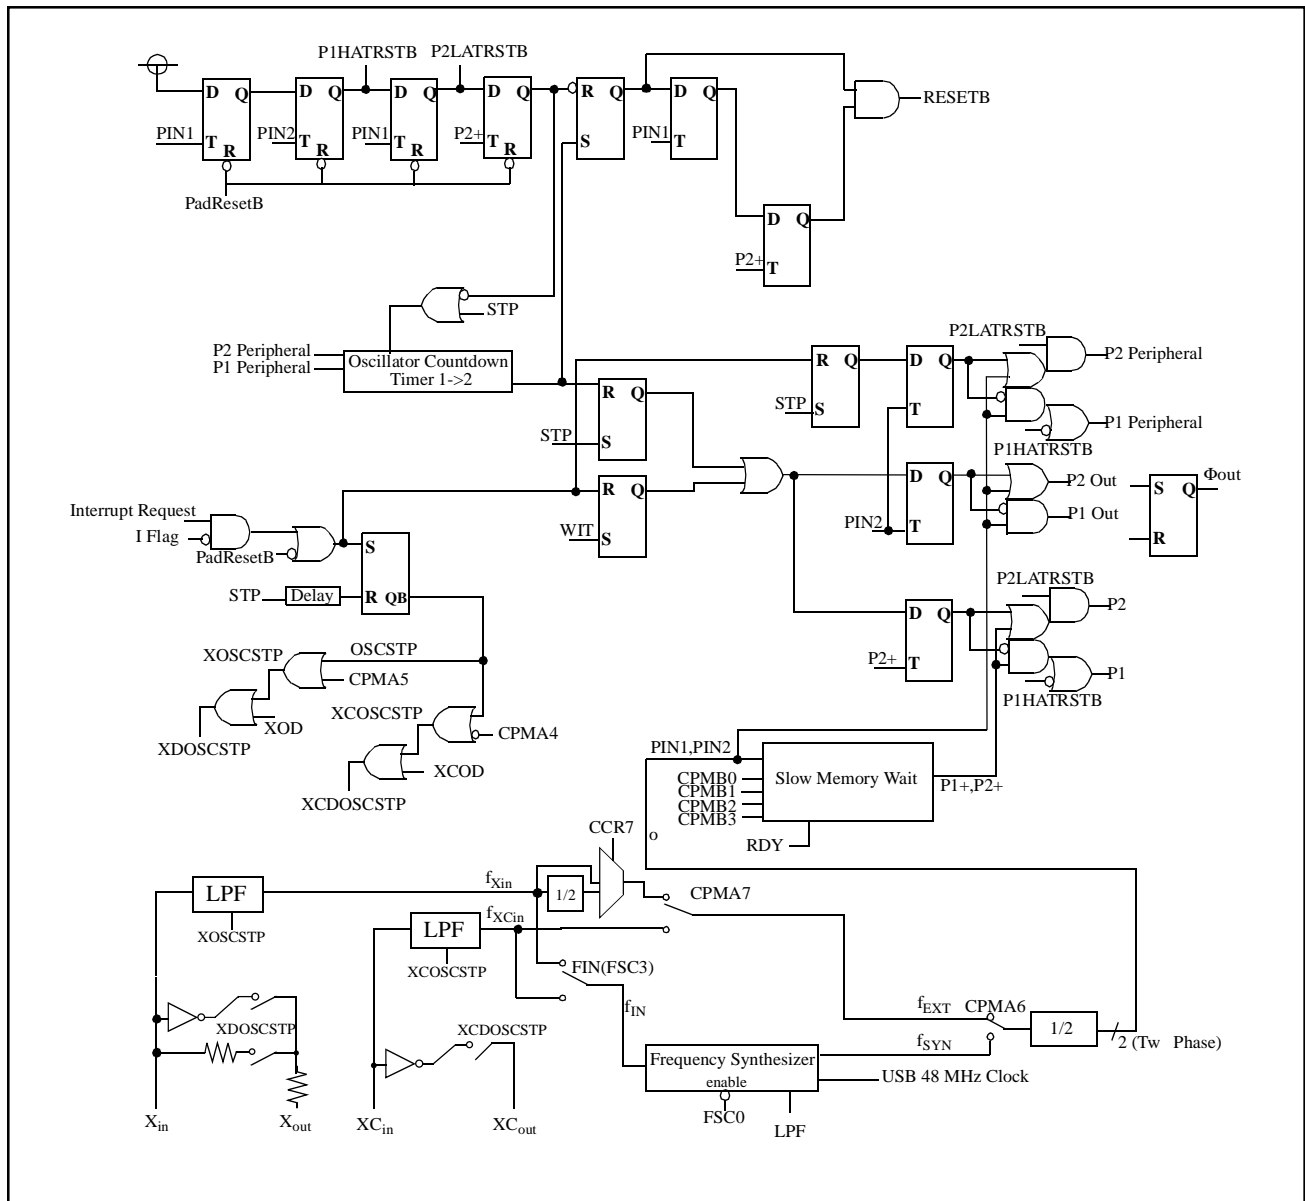 P1HATRSTB P2LATRSTB
D Q D Q D Q D Q R Q D Q RESETB
PIN1 T R PIN2 T R PIN1 T R P2+ T R S PIN1 T
PadResetB
D Q
P2+ T
STP
P2 Peripheral
P1 Peripheral
Oscillator Countdown
Timer 1->2
P2LATRSTB
P2 Peripheral
R Q D Q
STP S T
P1 Peripheral
P1HATRSTB
R Q
STP S
R Q
WIT S
D Q
PIN2 T
P2 Out
P1 Out
S Q Φout
R
Interrupt Request
I Flag
PadResetB
S
STP Delay R QB
P2LATRSTB
P2
D Q
P2+ T
P1
P1HATRSTB
OSCSTP
XOSCSTP
CPMA5
XOD
XDOSCSTP
XCOSCSTP
CPMA4
XCOD
XCDOSCSTP
PIN1,PIN2
CPMB0
CPMB1
CPMB2
CPMB3
Slow Memory Wait
P1+,P2+
RDY
o
CCR7
LPF
fXin
1/2
CPMA7
XOSCSTP
LPF
fXCin
XCOSCSTP
FIN(FSC3)
fIN
XDOSCSTP
XCDOSCSTP
fEXT
CPMA6
1/2
2 (Tw Phase)
fSYN
Frequency Synthesizer
enable
USB 48 MHz Clock
FSC0
LPF
Xin Xout XCin XCout